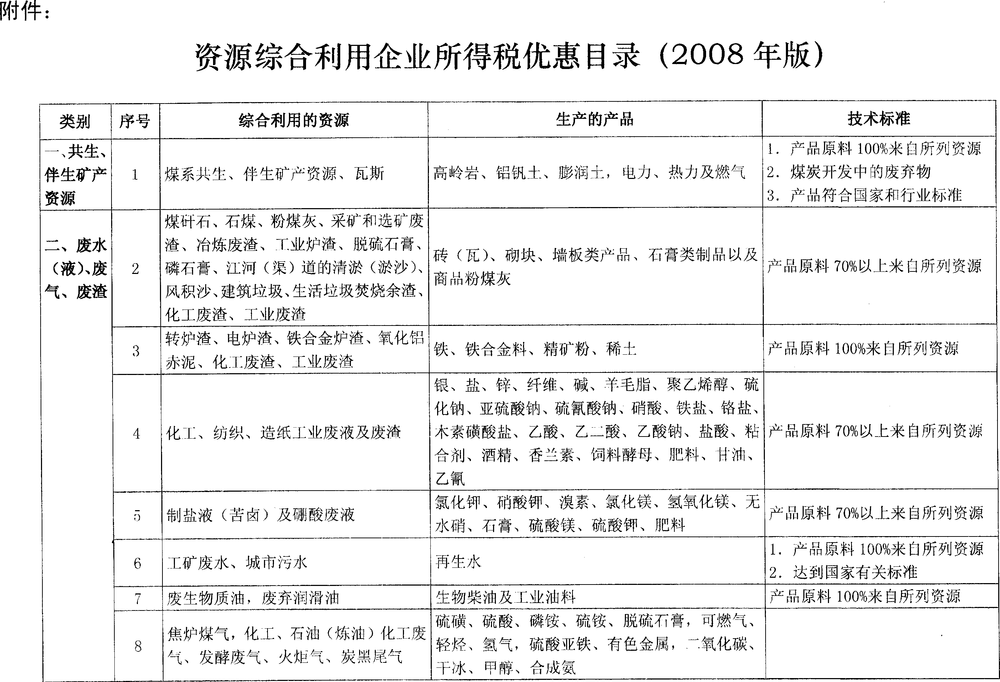 附件：
资源综合利用企业所得税优惠目录（2008 年版）
类别 序号 综合利用的资源 生产的产品 技术标准
一、共生、
伴生矿产
资源
1
煤系共生、伴生矿产资源、瓦斯
高岭岩、铝钒土、膨润土，电力、热力及燃气
1．产品原料 100%来自所列资源
2．煤炭开发中的废弃物
3．产品符合国家和行业标准
二、废水
（液）、废
气、废渣
2
煤矸石、石煤、粉煤灰、采矿和选矿废
渣、冶炼废渣、工业炉渣、脱硫石膏、
磷石膏、江河（渠）道的清淤（淤沙）、
风积沙、建筑垃圾、生活垃圾焚烧余渣、
化工废渣、工业废渣
砖（瓦）、砌块、墙板类产品、石膏类制品以及
商品粉煤灰
产品原料 70%以上来自所列资源
3
转炉渣、电炉渣、铁合金炉渣、氧化铝
赤泥、化工废渣、工业废渣
铁、铁合金料、精矿粉、稀土
产品原料 100%来自所列资源
4
化工、纺织、造纸工业废液及废渣
银、盐、锌、纤维、碱、羊毛脂、聚乙烯醇、硫
化钠、亚硫酸钠、硫氰酸钠、硝酸、铁盐、铬盐、
木素磺酸盐、乙酸、乙二酸、乙酸钠、盐酸、粘
合剂、酒精、香兰素、饲料酵母、肥料、甘油、
乙氰
产品原料 70%以上来自所列资源
5
制盐液（苦卤）及硼酸废液
氯化钾、硝酸钾、溴素、氯化镁、氢氧化镁、无
水硝、石膏、硫酸镁、硫酸钾、肥料
产品原料 70%以上来自所列资源
6
工矿废水、城市污水
再生水
1．产品原料 100%来自所列资源
2．达到国家有关标准
7
废生物质油，废弃润滑油
生物柴油及工业油料
产品原料 100%来自所列资源
8
焦炉煤气，化工、石油（炼油）化工废
气、发酵废气、火炬气、炭黑尾气
硫磺、硫酸、磷铵、硫铵、脱硫石膏，可燃气、
轻烃、氢气，硫酸亚铁、有色金属，二氧化碳、
干冰、甲醇、合成氨